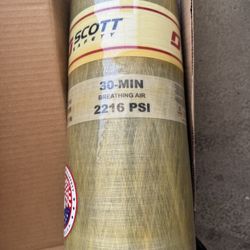 SCOTT
SAFETY
30-MIN
BREATHING AIR
2216 PSI